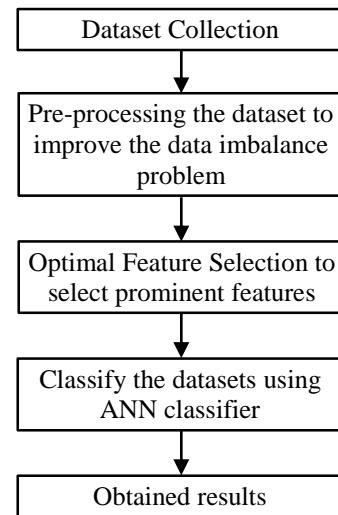 Dataset Collection
Pre-processing the dataset to
improve the data imbalance
problem
Optimal Feature Selection to
select prominent features
Classify the datasets using
ANN classifier
Obtained results